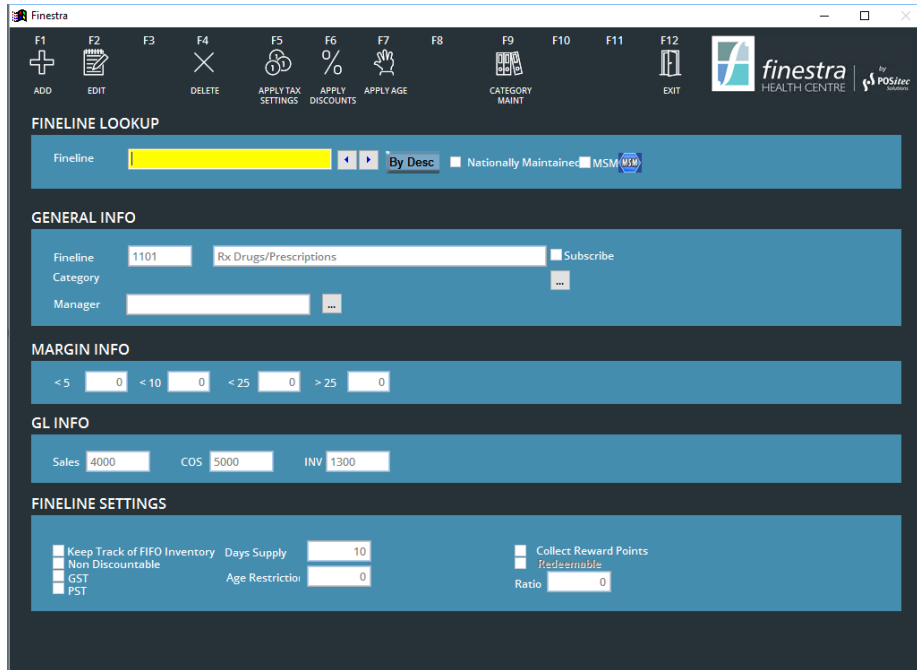 Finestra
F1 F2 F3 F4 F5 F6 F7 F8 F9 F10 F11 F12
ADD EDIT DELETE APPLY TAX SETTINGS APPLY DISCOUNTS APPLY AGE CATEGORY MAINT EXIT
finestra
HEALTH CENTRE
by
POSitec
Solutions
FINELINE LOOKUP
Fineline By Desc Nationally Maintained MSM MSM
GENERAL INFO
Fineline 1101 Rx Drugs/Prescriptions Subscribe
Category ...
Manager ...
MARGIN INFO
< 5 0 < 10 0 < 25 0 > 25 0
GL INFO
Sales 4000 COS 5000 INV 1300
FINELINE SETTINGS
Keep Track of FIFO Inventory Days Supply 10 Collect Reward Points
Non Discountable Redeemable
GST Age Restriction 0 Ratio 0
PST